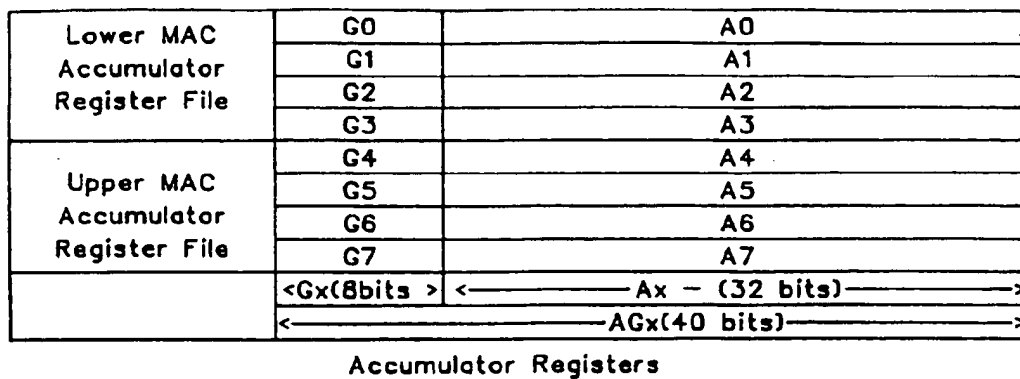 Lower MAC
Accumulator
Register File
G0 A0
G1 A1
G2 A2
G3 A3
Upper MAC
Accumulator
Register File
G4 A4
G5 A5
G6 A6
G7 A7
<Gx(8bits > <———— Ax – (32 bits)————>
<————————AGx(40 bits)————————>
Accumulator Registers